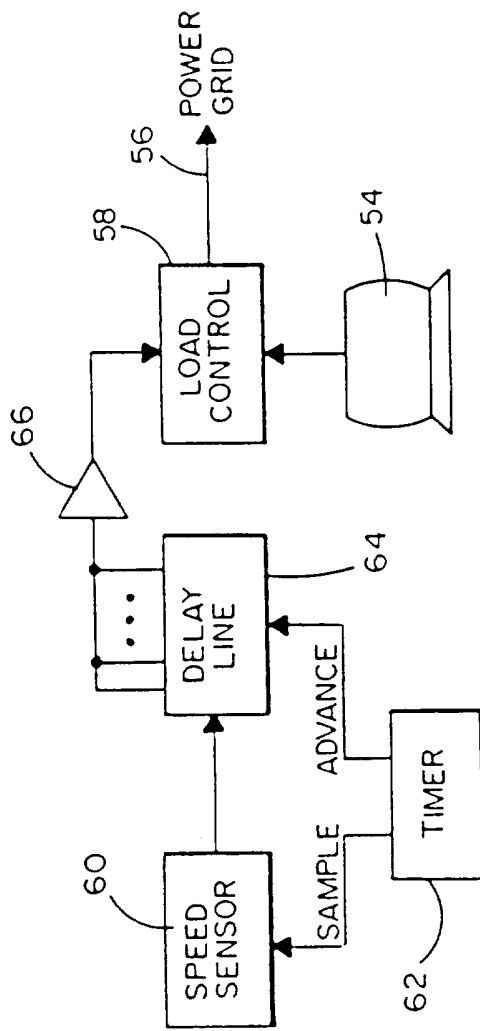 66
58
56
POWER
GRID
LOAD
CONTROL
60
SPEED
SENSOR
DELAY
LINE
64
54
SAMPLE
ADVANCE
62
TIMER